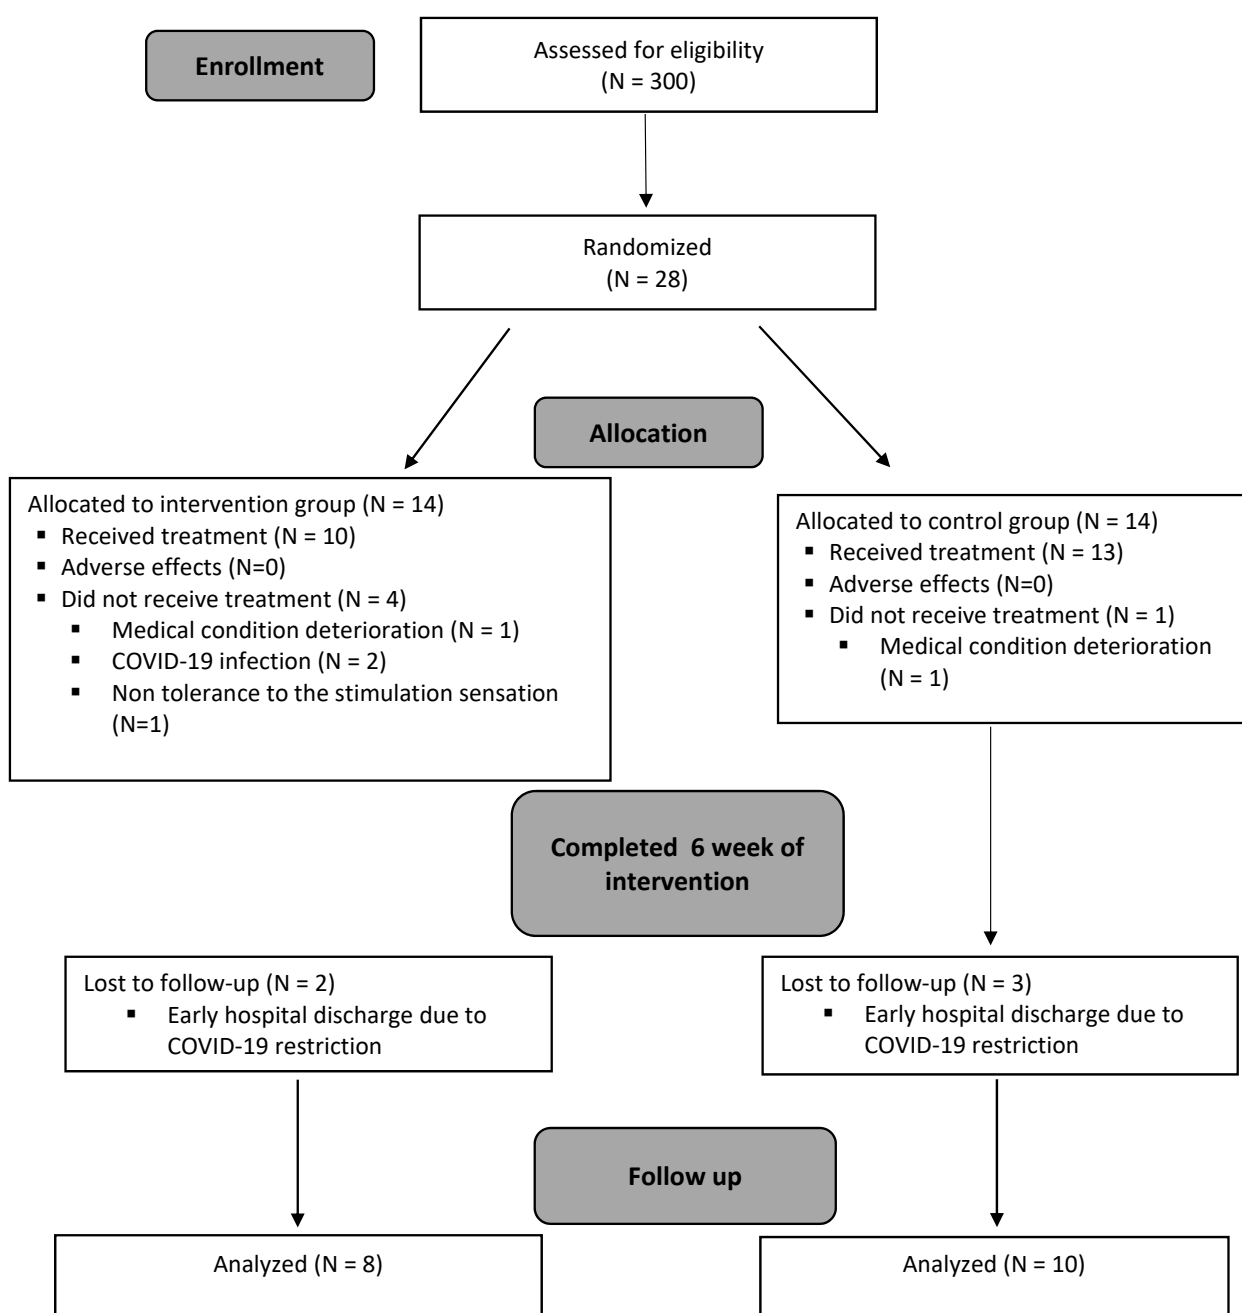 Enrollment
Assessed for eligibility
(N = 300)
Randomized
(N = 28)
Allocation
Allocated to intervention group (N = 14)
▪ Received treatment (N = 10)
▪ Adverse effects (N=0)
▪ Did not receive treatment (N = 4)
▪ Medical condition deterioration (N = 1)
▪ COVID-19 infection (N = 2)
▪ Non tolerance to the stimulation sensation
(N=1)
Allocated to control group (N = 14)
▪ Received treatment (N = 13)
▪ Adverse effects (N=0)
▪ Did not receive treatment (N = 1)
▪ Medical condition deterioration
(N = 1)
Completed 6 week of
intervention
Lost to follow-up (N = 2)
▪ Early hospital discharge due to
COVID-19 restriction
Lost to follow-up (N = 3)
▪ Early hospital discharge due to
COVID-19 restriction
Follow up
Analyzed (N = 8)
Analyzed (N = 10)